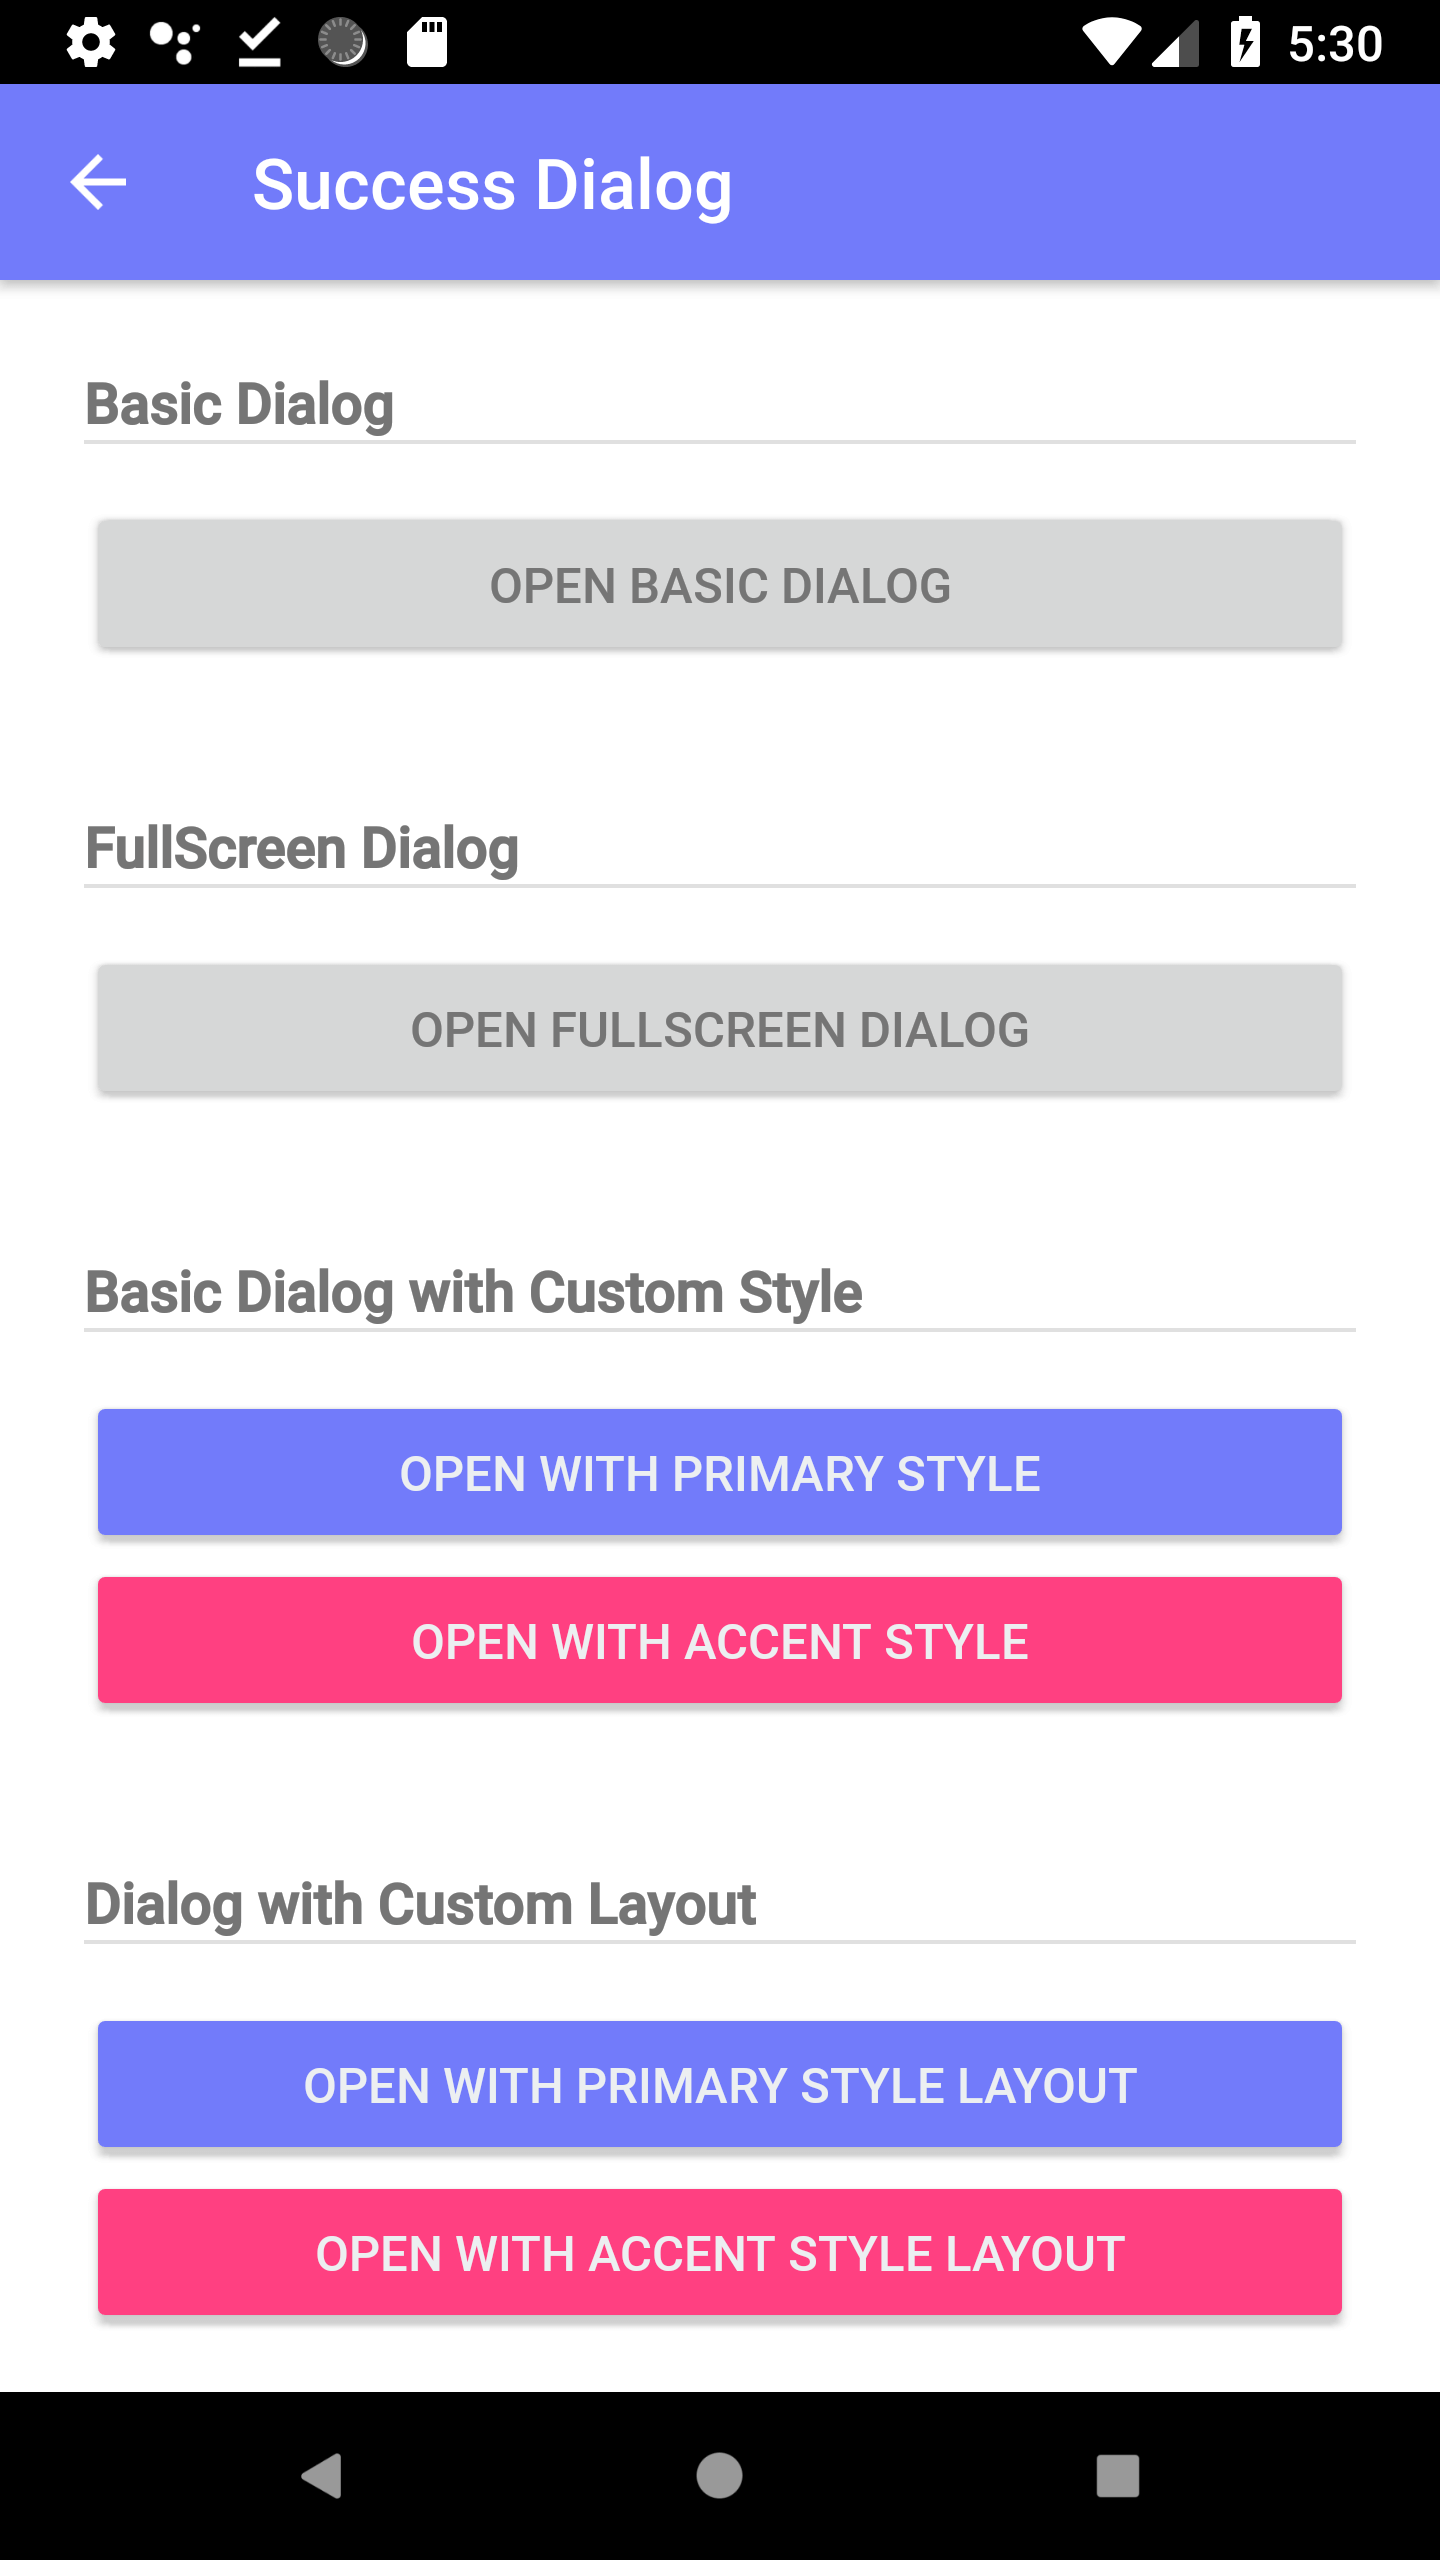 5:30
Success Dialog
Basic Dialog
OPEN BASIC DIALOG
FullScreen Dialog
OPEN FULLSCREEN DIALOG
Basic Dialog with Custom Style
OPEN WITH PRIMARY STYLE
OPEN WITH ACCENT STYLE
Dialog with Custom Layout
OPEN WITH PRIMARY STYLE LAYOUT
OPEN WITH ACCENT STYLE LAYOUT